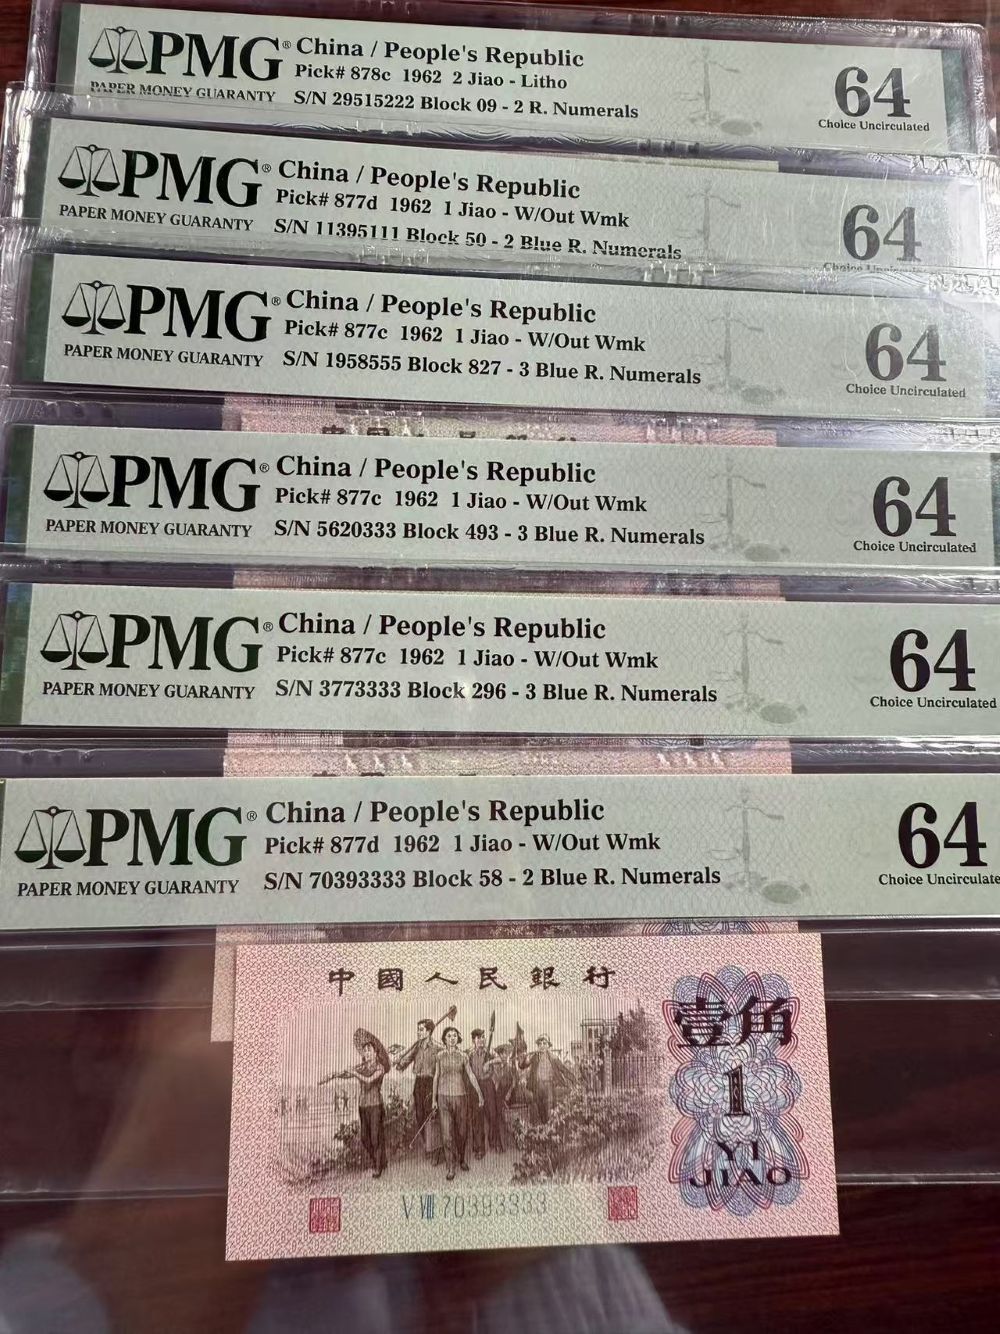 PMG®
PAPER MONEY GUARANTY
China / People's Republic
Pick# 878c 1962 2 Jiao - Litho
S/N 29515222 Block 09 - 2 R. Numerals
64
Choice Uncirculated
PMG®
PAPER MONEY GUARANTY
China / People's Republic
Pick# 877d 1962 1 Jiao - W/Out Wmk
S/N 11395111 Block 50 - 2 Blue R. Numerals
64
Choice
PMG®
PAPER MONEY GUARANTY
China / People's Republic
Pick# 877c 1962 1 Jiao - W/Out Wmk
S/N 1958555 Block 827 - 3 Blue R. Numerals
64
Choice Uncirculated
PMG®
PAPER MONEY GUARANTY
China / People's Republic
Pick# 877c 1962 1 Jiao - W/Out Wmk
S/N 5620333 Block 493 - 3 Blue R. Numerals
64
Choice Uncirculated
PMG®
PAPER MONEY GUARANTY
China / People's Republic
Pick# 877c 1962 1 Jiao - W/Out Wmk
S/N 3773333 Block 296 - 3 Blue R. Numerals
64
Choice Uncirculated
PMG®
PAPER MONEY GUARANTY
China / People's Republic
Pick# 877d 1962 1 Jiao - W/Out Wmk
S/N 70393333 Block 58 - 2 Blue R. Numerals
64
Choice Uncirculate
中國人民銀行
壹角
1
YI
JIAO
V VIII 70393333